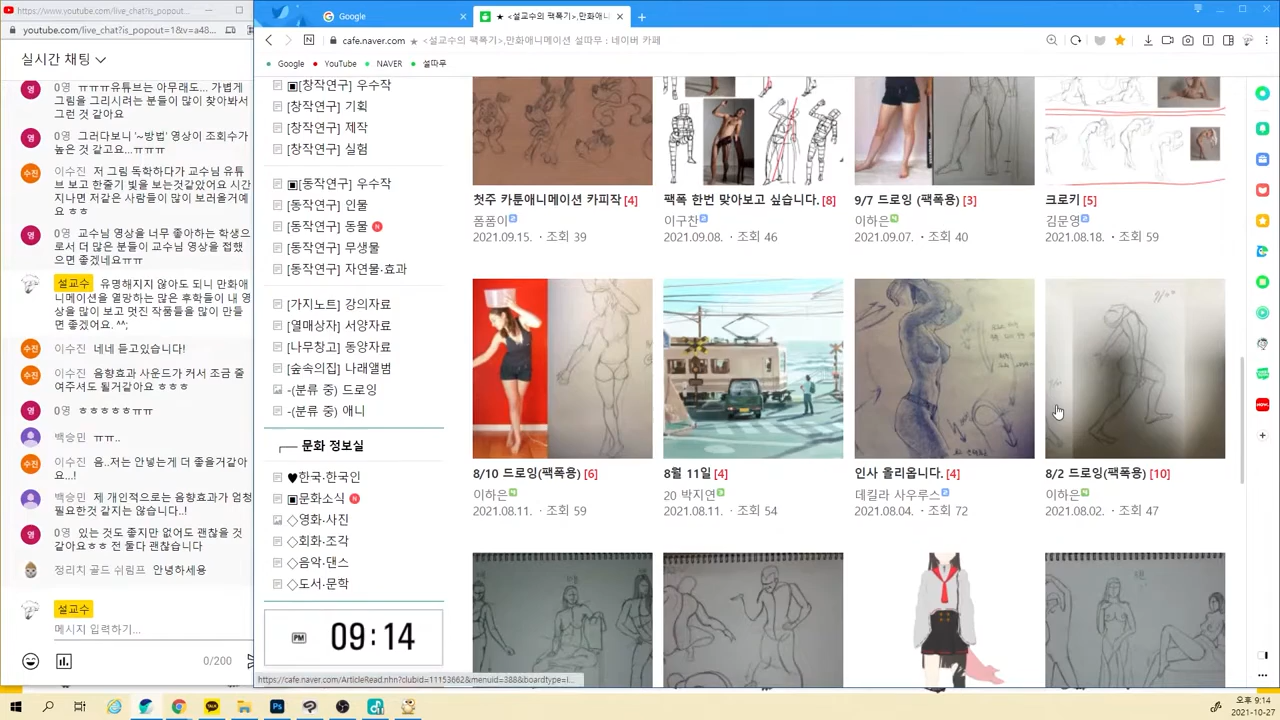 https://www.youtube.com/live_chat?is_popout...
youtube.com/live_chat?is_popout=1&v=a48...
실시간 채팅
0영 ㅠㅠㅠ유튜브는 아무래도... 가볍게
그림을 그리시려는 분들이 많이 찾아봐서
그런 것 같아요
0영 그러다보니 '~방법' 영상이 조회수가
높은 것 같고요...ㅠㅠㅠ
이수진 저 그림 독학하다가 교수님 유튜
브 보고 한줄기 빛을 보는것같았어요 시간
지나면 저같은 사람들이 많이 보러올거예
요 ㅎㅎ
0영 교수님 영상을 너무 좋아하는 학생으
로서 더 많은 분들이 교수님 영상을 접했
으면 좋겠네요ㅠㅠ
설교수 유명해지지 않아도 되니 만화애
니메이션을 열망하는 많은 후학들이 내 영
상을 많이 보고 멋진 작품들을 많이 만들
면 좋겠어요. ^^.
이수진 네네 듣고있습니다!
이수진 음향효과 사운드가 커서 조금 줄
여주셔도 될거같아요 ㅎㅎㅎ
0영 ㅎㅎㅎㅎㅎㅠㅠ
백승민 ㅠㅠ..
이수진 음..저는 안넣는게 더 좋을거같아
요...!
백승민 제 개인적으로는 음향효과가 엄청
필요한것 같지는 않습니다..!
0영 있는 것도 좋지만 없어도 괜찮을 것
같아요ㅎㅎ 전 둘다 괜찮습니다
정리치 골드 쉬림프 안녕하세용
설교수
메시지 입력하기...
0/200
Google
★ <설교수의 팩폭기>,만화애니
cafe.naver.com ★ <설교수의 팩폭기>,만화애니메이션 설따무 : 네이버 카페
Google YouTube NAVER 설따무
▣[창작연구] 우수작
[창작연구] 기획
[창작연구] 제작
[창작연구] 실험
▣[동작연구] 우수작
[동작연구] 인물
[동작연구] 동물 N
[동작연구] 무생물
[동작연구] 자연물·효과
[가지노트] 강의자료
[열매상자] 서양자료
[나무창고] 동양자료
[숲속의집] 나래앨범
-(분류 중) 드로잉
-(분류 중) 애니
문화 정보실
♥한국·한국인
▣문화소식 N
◇영화·사진
◇회화·조각
◇음악·댄스
◇도서·문학
PM 09:14
첫주 카툰애니메이션 카피작 [4]
폼폼이
2021.09.15. · 조회 39
팩폭 한번 맞아보고 싶습니다. [8]
이구찬
2021.09.08. · 조회 46
9/7 드로잉 (팩폭용) [3]
이하은
2021.09.07. · 조회 40
크로키 [5]
김문영
2021.08.18. · 조회 59
8/10 드로잉(팩폭용) [6]
이하은
2021.08.11. · 조회 59
8월 11일 [4]
20 박지연
2021.08.11. · 조회 54
인사 올리옵니다. [4]
데킬라 사우루스
2021.08.04. · 조회 72
8/2 드로잉(팩폭용) [10]
이하은
2021.08.02. · 조회 47
https://cafe.naver.com/ArticleRead.nhn?clubid=11153662&menuid=388&boardtype=I...
오후 9:14
2021-10-27